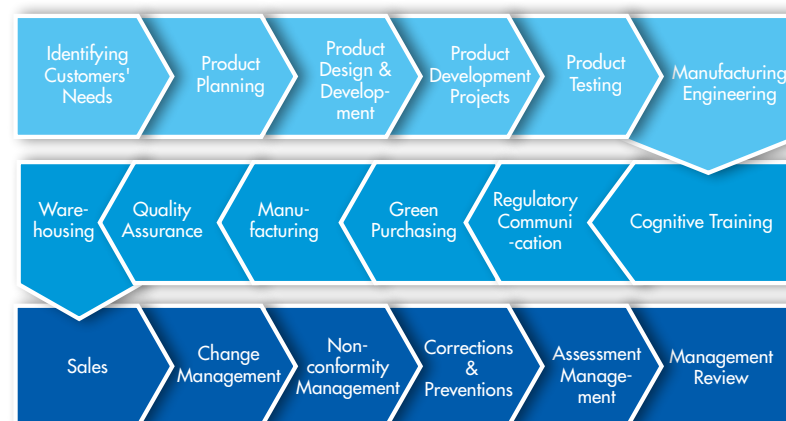 Identifying
Customers'
Needs
Product
Planning
Product
Design &
Develop-
ment
Product
Development
Projects
Product
Testing
Manufacturing
Engineering
Ware-
housing
Quality
Assurance
Manu-
facturing
Green
Purchasing
Regulatory
Communi
-cation
Cognitive Training
Sales
Change
Management
Non-
conformity
Management
Corrections
&
Preventions
Assessment
Manage-
ment
Management
Review